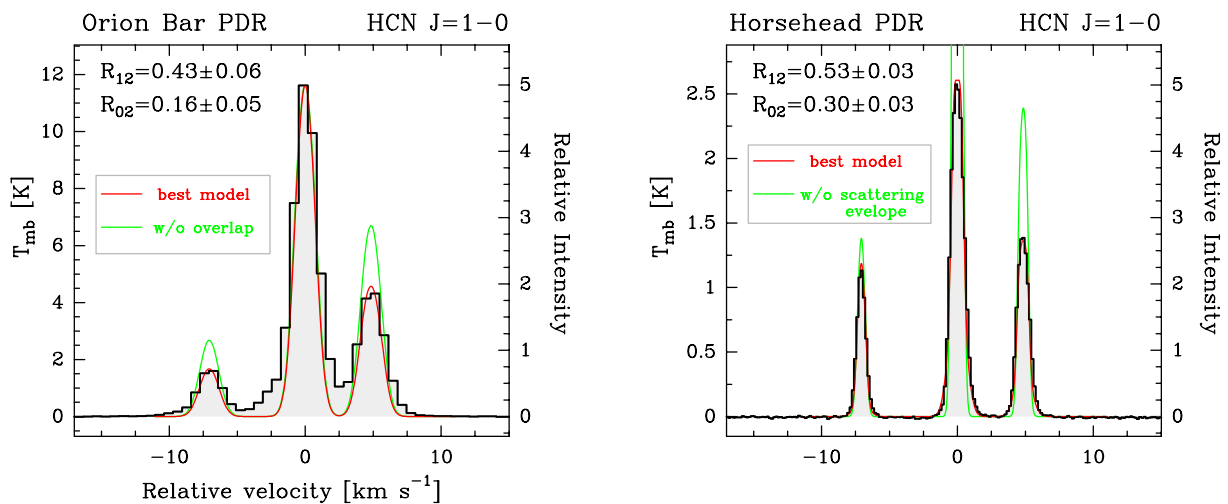 Orion Bar PDR HCN J=1−0
R12=0.43±0.06
R02=0.16±0.05
best model
w/o overlap
Tmb [K]
12
10
8
6
4
2
0
Relative Intensity
5
4
3
2
1
0
−10 0 10
Relative velocity [km s−1]
Horsehead PDR HCN J=1−0
R12=0.53±0.03
R02=0.30±0.03
best model
w/o scattering
evelope
Tmb [K]
2.5
2
1.5
1
0.5
0
Relative Intensity
5
4
3
2
1
0
−10 0 10